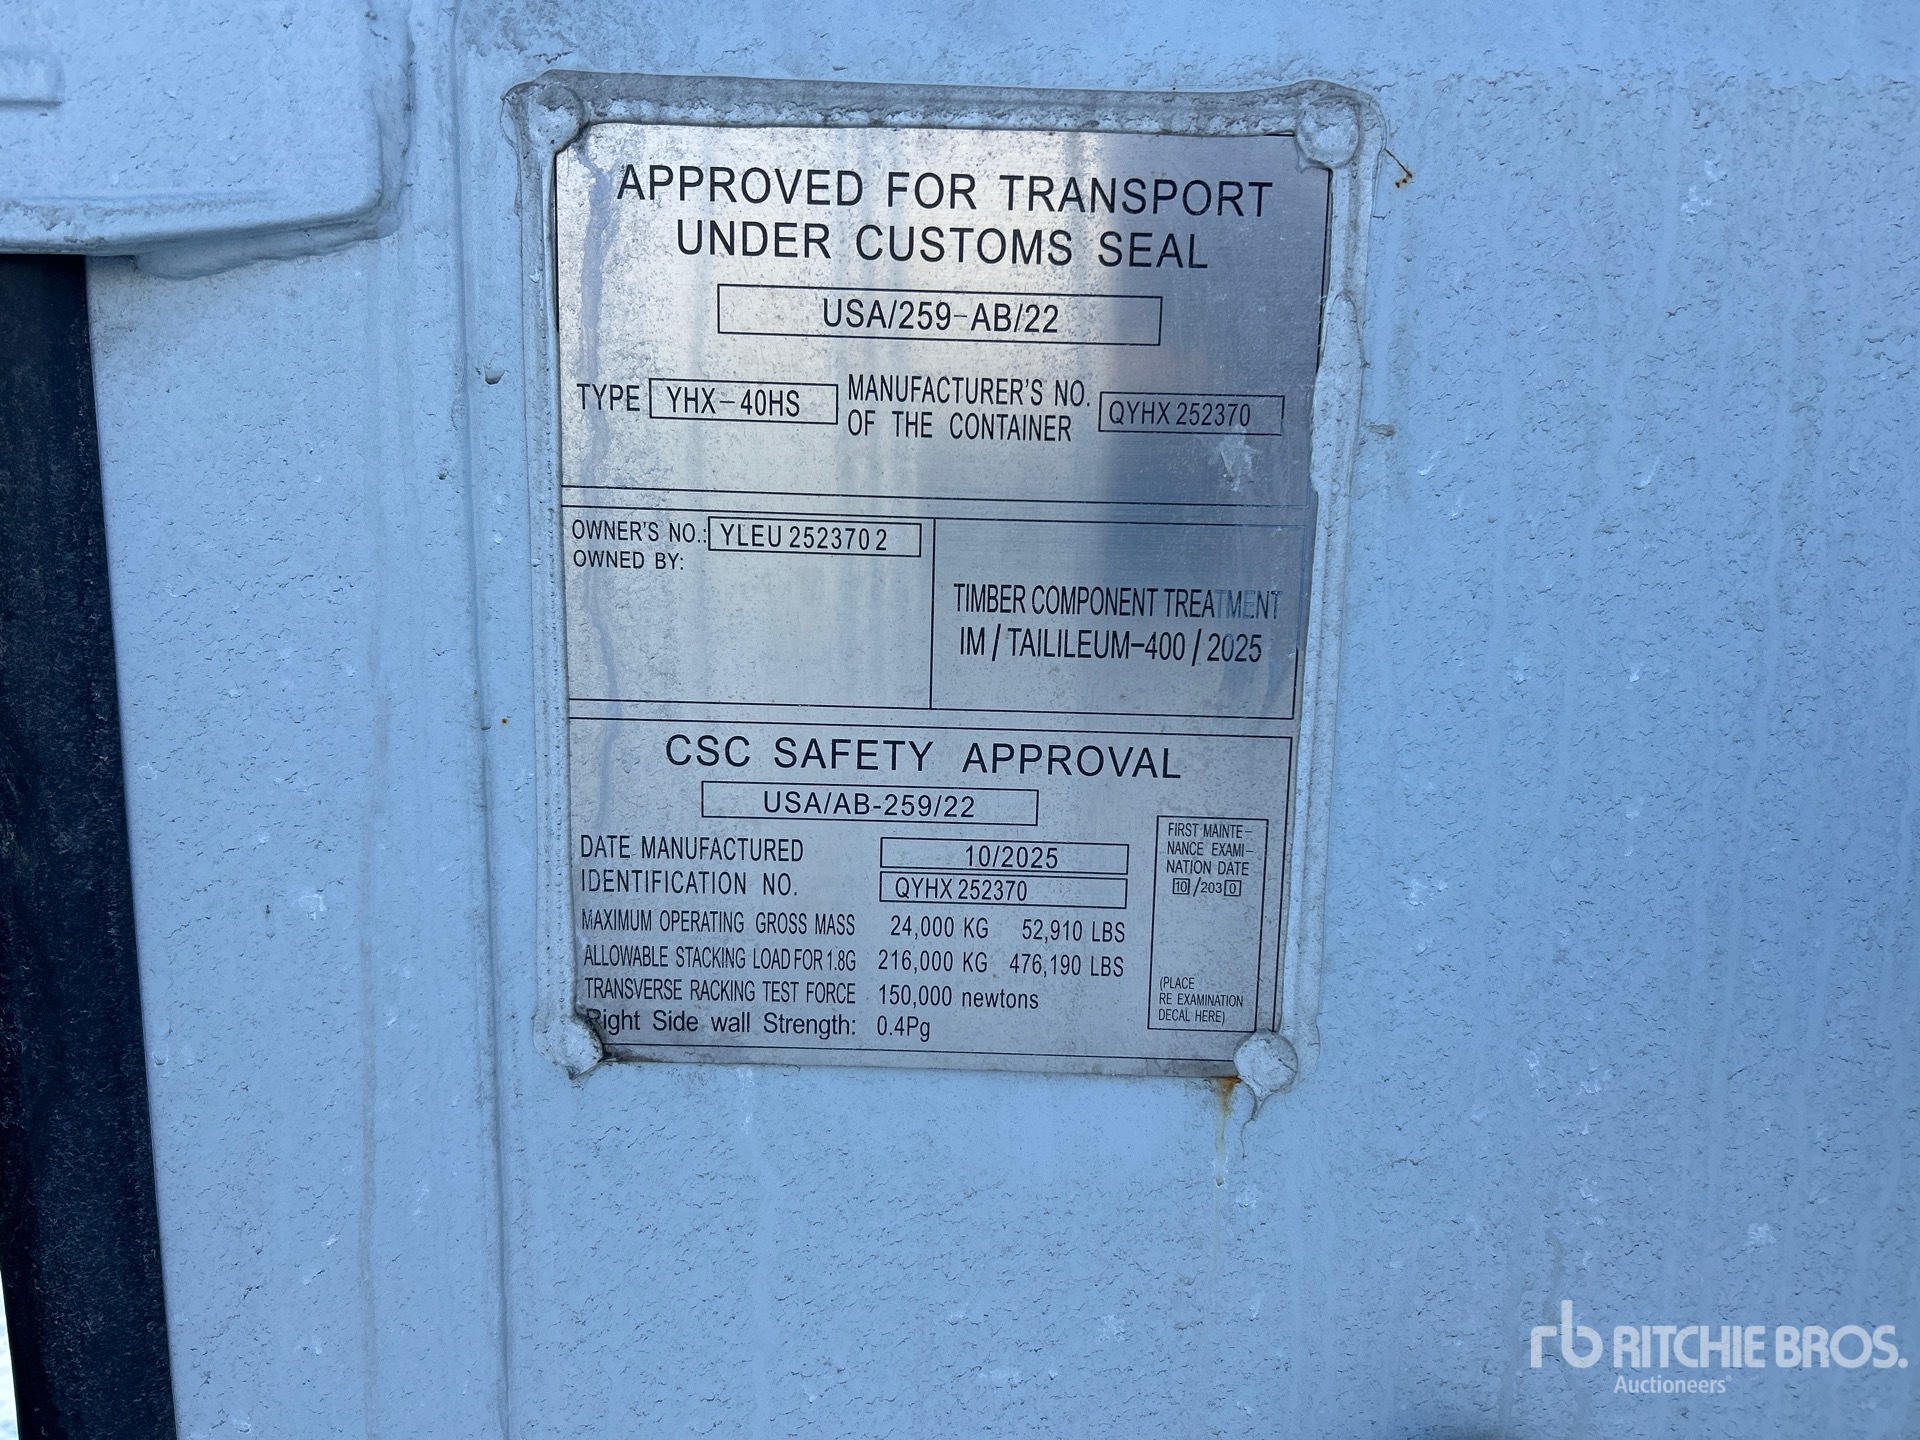 APPROVED FOR TRANSPORT
UNDER CUSTOMS SEAL
USA/259-AB/22
TYPE YHX-40HS MANUFACTURER'S NO. OF THE CONTAINER QYHX 252370
OWNER'S NO.: YLEU 252370 2
OWNED BY:
TIMBER COMPONENT TREATMENT
IM / TAILILEUM-400 / 2025
CSC SAFETY APPROVAL
USA/AB-259/22
DATE MANUFACTURED 10/2025
IDENTIFICATION NO. QYHX 252370
MAXIMUM OPERATING GROSS MASS 24,000 KG 52,910 LBS
ALLOWABLE STACKING LOAD FOR 1.8G 216,000 KG 476,190 LBS
TRANSVERSE RACKING TEST FORCE 150,000 newtons
Right Side wall Strength: 0.4Pg
FIRST MAINTE-
NANCE EXAMI-
NATION DATE
10/2030
(PLACE
RE EXAMINATION
DECAL HERE)
rb RITCHIE BROS.
Auctioneers